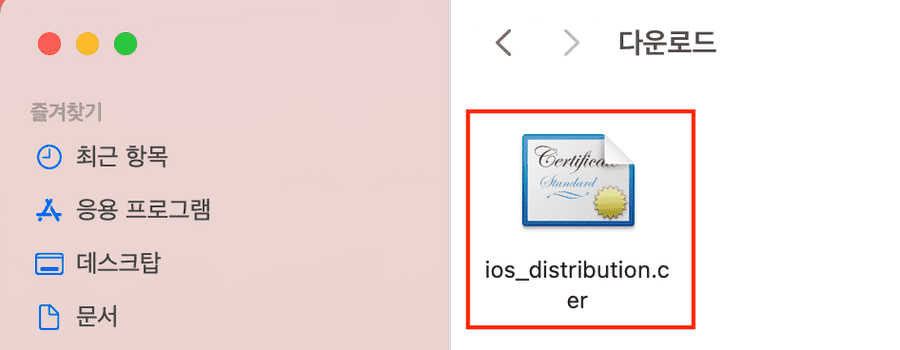 다운로드
즐겨찾기
최근 항목
응용 프로그램
데스크탑
문서
Certificate
Standard
ios_distribution.c
er